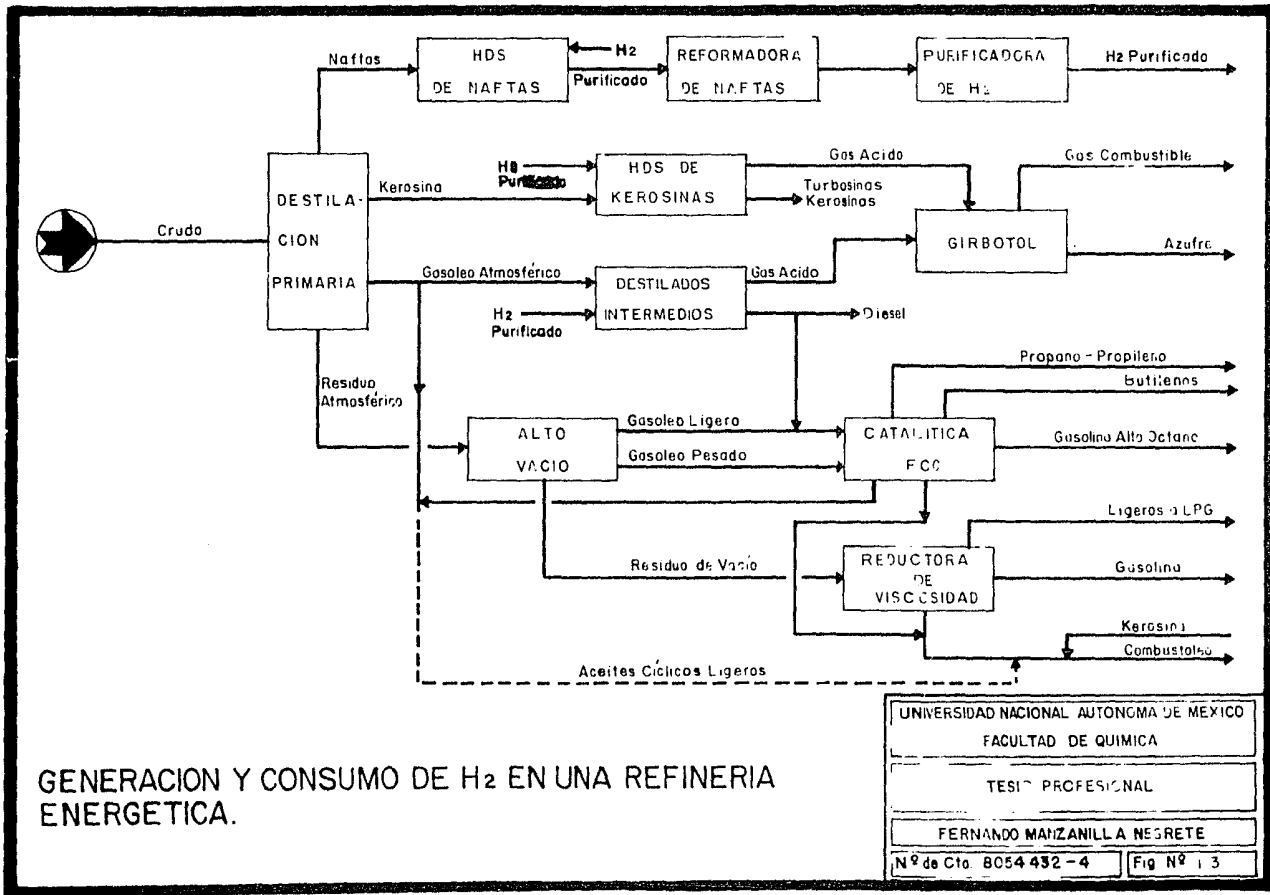 Naftas
HDS
DE NAFTAS
H2
Purificado
REFORMADORA
DE NAFTAS
PURIFICADORA
DE H2
H2 Purificado
Crudo
DESTILA-
CION
PRIMARIA
Kerosina
HDS DE
KEROSINAS
Gas Acido
Turbosinas
Kerosinas
Gas Combustible
GIRBOTOL
Azufre
Gasoleo Atmosférico
H2
Purificado
DESTILADOS
INTERMEDIOS
Gas Acido
Diesel
Residuo
Atmosférico
ALTO
VACIO
Gasoleo Ligero
Gasoleo Pesado
CATALITICA
FCC
Propano - Propileno
Butilenos
Gasolina Alto Octano
Residuo de Vacío
REDUCTORA
DE
VISCOSIDAD
Ligeros a LPG
Gasolina
Kerosina
Combustoleo
Aceites Cíclicos Ligeros
GENERACION Y CONSUMO DE H2 EN UNA REFINERIA
ENERGETICA.
UNIVERSIDAD NACIONAL AUTONOMA DE MEXICO
FACULTAD DE QUIMICA
TESIS PROFESIONAL
FERNANDO MANZANILLA NEGRETE
Nº de Cta. 8054432-4
Fig Nº 1.3